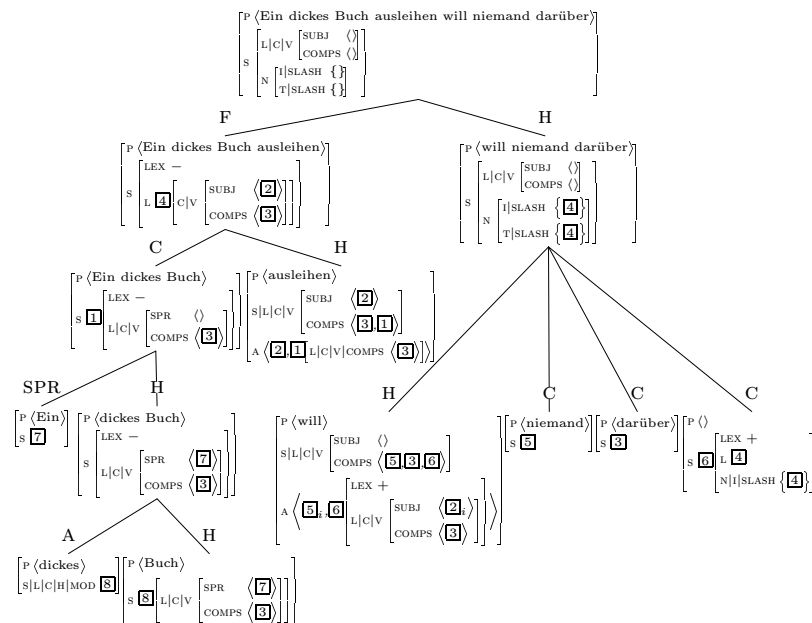 P ⟨Ein dickes Buch ausleihen will niemand darüber⟩
S L|C|V SUBJ ⟨⟩
COMPS ⟨⟩
N I|SLASH {}
T|SLASH {}
F H
P ⟨Ein dickes Buch ausleihen⟩
S LEX −
L 4 C|V SUBJ ⟨2⟩
COMPS ⟨3⟩
P ⟨will niemand darüber⟩
S L|C|V SUBJ ⟨⟩
COMPS ⟨⟩
N I|SLASH {4}
T|SLASH {4}
C H
P ⟨Ein dickes Buch⟩
S 1 LEX −
L|C|V SPR ⟨⟩
COMPS ⟨3⟩
P ⟨ausleihen⟩
S|L|C|V SUBJ ⟨2⟩
COMPS ⟨3,1⟩
A ⟨2,1[L|C|V|COMPS ⟨3⟩]⟩
SPR H H C C C
P ⟨Ein⟩
S 7
P ⟨dickes Buch⟩
S LEX −
L|C|V SPR ⟨7⟩
COMPS ⟨3⟩
P ⟨will⟩
S|L|C|V SUBJ ⟨⟩
COMPS ⟨5,3,6⟩
A ⟨5i,6 LEX +
L|C|V SUBJ ⟨2i⟩
COMPS ⟨3⟩ ⟩
P ⟨niemand⟩
S 5
P ⟨darüber⟩
S 3
P ⟨⟩
S 6 LEX +
L 4
N|I|SLASH {4}
A H
P ⟨dickes⟩
S|L|C|H|MOD 8
P ⟨Buch⟩
S 8 L|C|V SPR ⟨7⟩
COMPS ⟨3⟩